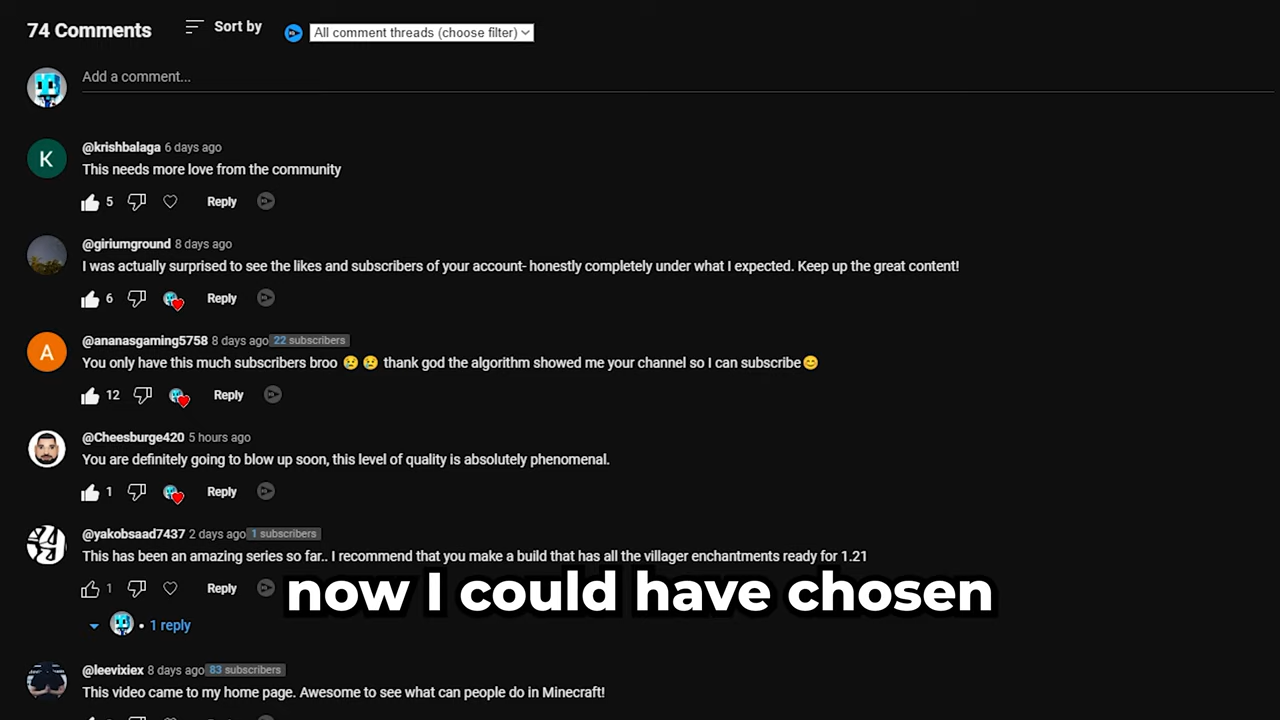 74 Comments
Sort by
All comment threads (choose filter)
Add a comment...
K
@krishbalaga 6 days ago
This needs more love from the community
5 Reply
@giriumground 8 days ago
I was actually surprised to see the likes and subscribers of your account- honestly completely under what I expected. Keep up the great content!
6 Reply
A
@ananasgaming5758 8 days ago 22 subscribers
You only have this much subscribers broo 😢 😢 thank god the algorithm showed me your channel so I can subscribe😊
12 Reply
@Cheesburge420 5 hours ago
You are definitely going to blow up soon, this level of quality is absolutely phenomenal.
1 Reply
@yakobsaad7437 2 days ago 1 subscribers
This has been an amazing series so far.. I recommend that you make a build that has all the villager enchantments ready for 1.21
1 Reply
now I could have chosen
• 1 reply
@leevixiex 8 days ago 83 subscribers
This video came to my home page. Awesome to see what can people do in Minecraft!